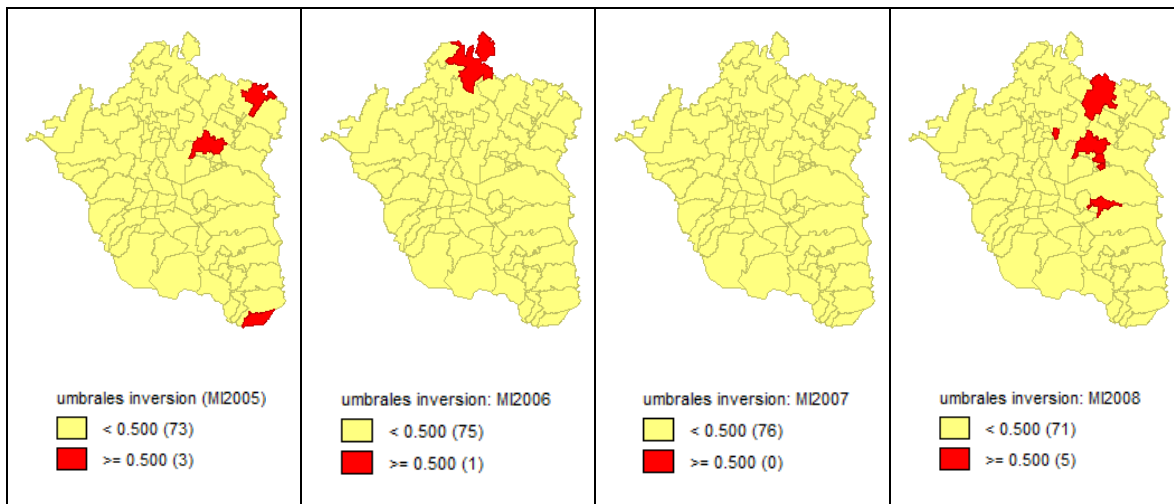 umbrales inversion (MI2005)
< 0.500 (73)
>= 0.500 (3)
umbrales inversion: MI2006
< 0.500 (75)
>= 0.500 (1)
umbrales inversion: MI2007
< 0.500 (76)
>= 0.500 (0)
umbrales inversion: MI2008
< 0.500 (71)
>= 0.500 (5)